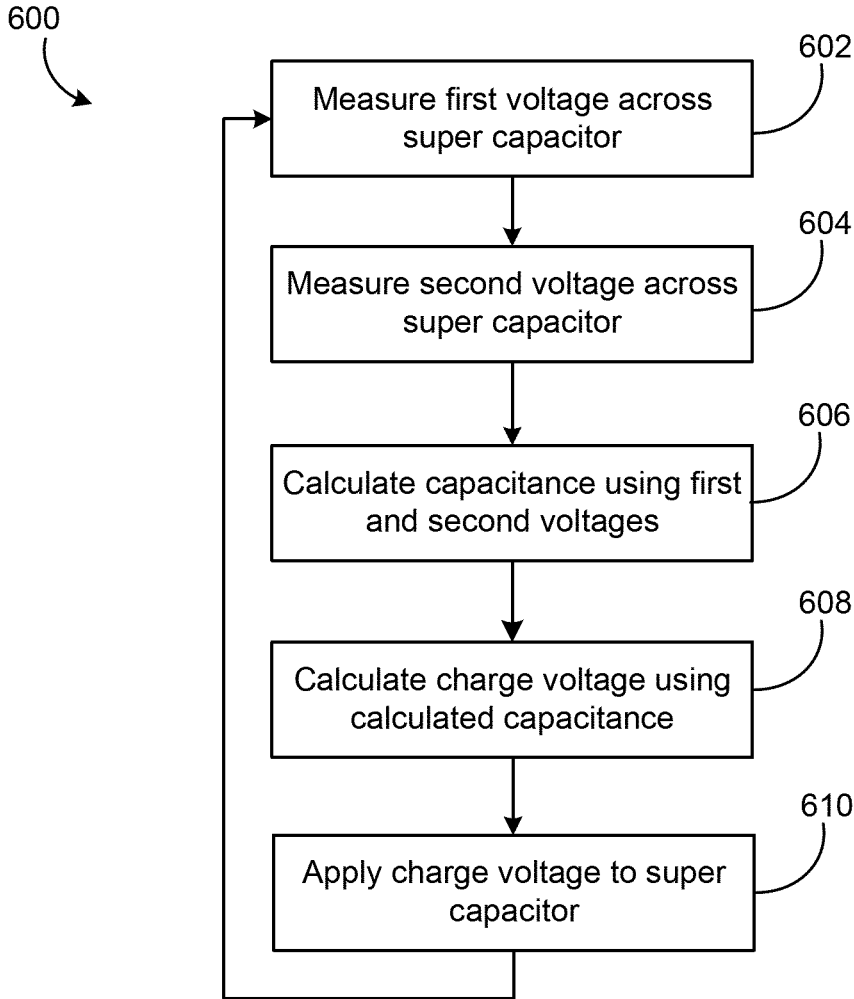 600
602
Measure first voltage across
super capacitor
604
Measure second voltage across
super capacitor
606
Calculate capacitance using first
and second voltages
608
Calculate charge voltage using
calculated capacitance
610
Apply charge voltage to super
capacitor